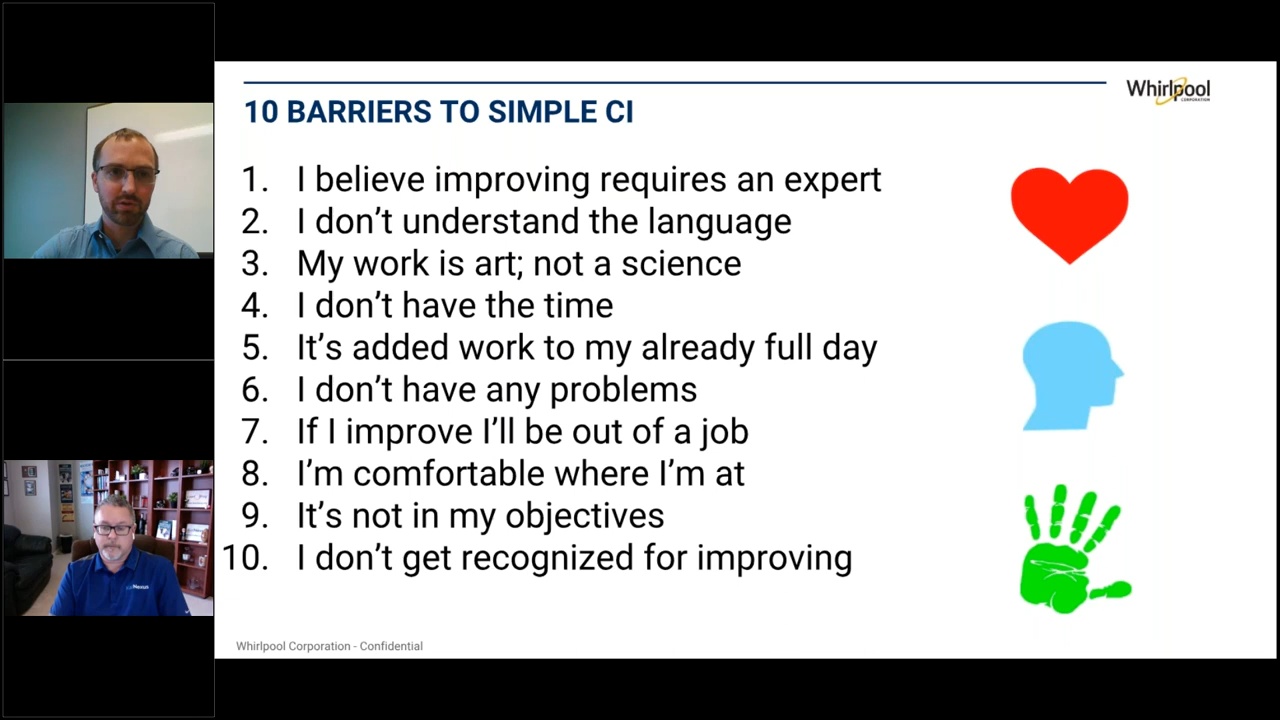 Whirlpool
CORPORATION
10 BARRIERS TO SIMPLE CI
1. I believe improving requires an expert
2. I don’t understand the language
3. My work is art; not a science
4. I don’t have the time
5. It’s added work to my already full day
6. I don’t have any problems
7. If I improve I’ll be out of a job
8. I’m comfortable where I’m at
9. It’s not in my objectives
10. I don’t get recognized for improving
Whirlpool Corporation - Confidential